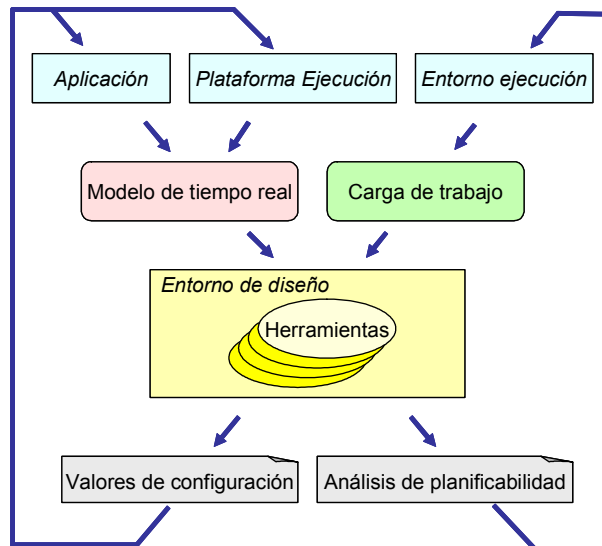 Aplicación
Plataforma Ejecución
Entorno ejecución
Modelo de tiempo real
Carga de trabajo
Entorno de diseño
Herramientas
Valores de configuración
Análisis de planificabilidad